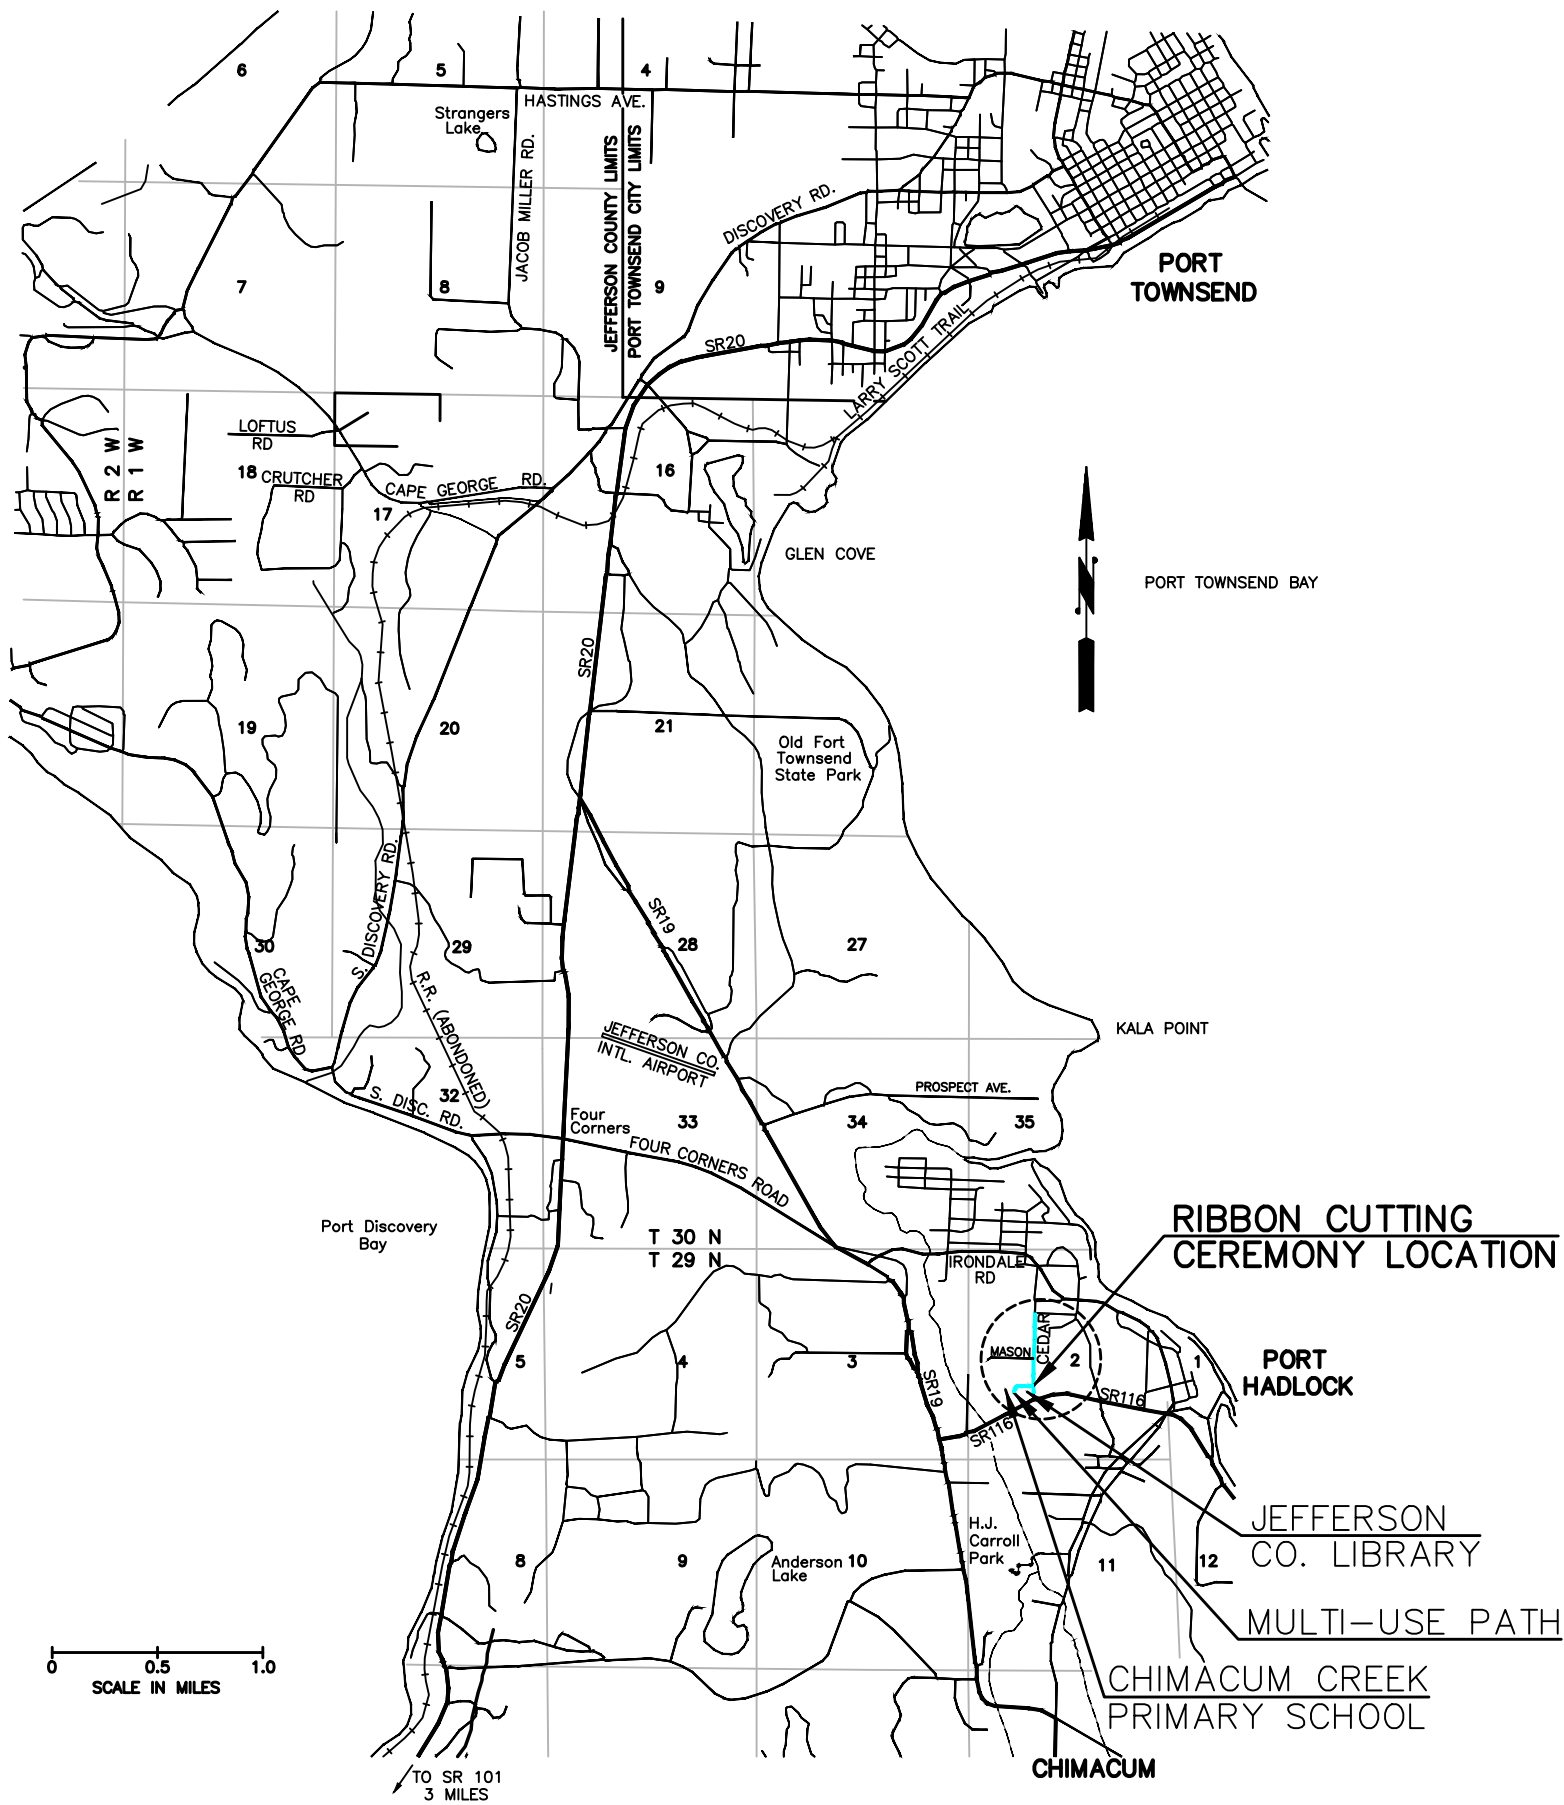 6
5
4
HASTINGS AVE.
Strangers
Lake
JACOB MILLER RD.
JEFFERSON COUNTY LIMITS
PORT TOWNSEND CITY LIMITS
DISCOVERY RD.
PORT
TOWNSEND
7
8
9
SR20
LARRY SCOTT TRAIL
LOFTUS
RD
R 2 W
R 1 W
18
CRUTCHER
RD
CAPE GEORGE RD.
16
17
GLEN COVE
PORT TOWNSEND BAY
N
SR20
19
20
21
Old Fort
Townsend
State Park
S. DISCOVERY RD.
SR19
30
29
28
27
CAPE
GEORGE RD
R.R. (ABONDONED)
JEFFERSON CO.
INTL. AIRPORT
KALA POINT
PROSPECT AVE.
S. DISC. RD.
32
Four
Corners
33
34
35
FOUR CORNERS ROAD
Port Discovery
Bay
T 30 N
T 29 N
RIBBON CUTTING
CEREMONY LOCATION
IRONDALE
RD
SR20
CEDAR
MASON
5
4
3
2
1
PORT
HADLOCK
SR19
SR116
SR116
H.J.
Carroll
Park
JEFFERSON
CO. LIBRARY
8
9
Anderson
Lake
10
11
12
MULTI-USE PATH
CHIMACUM CREEK
PRIMARY SCHOOL
0
0.5
1.0
SCALE IN MILES
CHIMACUM
TO SR 101
3 MILES